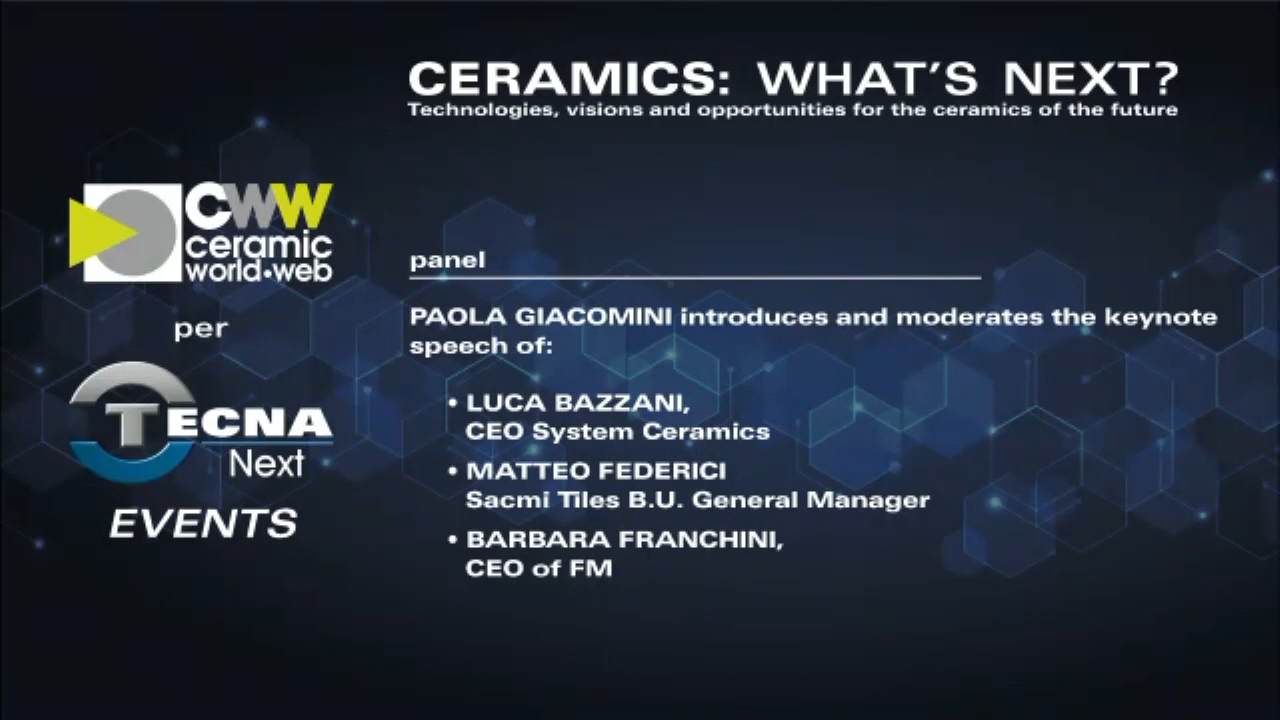 CERAMICS: WHAT'S NEXT?
Technologies, visions and opportunities for the ceramics of the future
CWW
ceramic
world•web
per
TECNA
Next
EVENTS
panel
PAOLA GIACOMINI introduces and moderates the keynote
speech of:
• LUCA BAZZANI,
CEO System Ceramics
• MATTEO FEDERICI
Sacmi Tiles B.U. General Manager
• BARBARA FRANCHINI,
CEO of FM